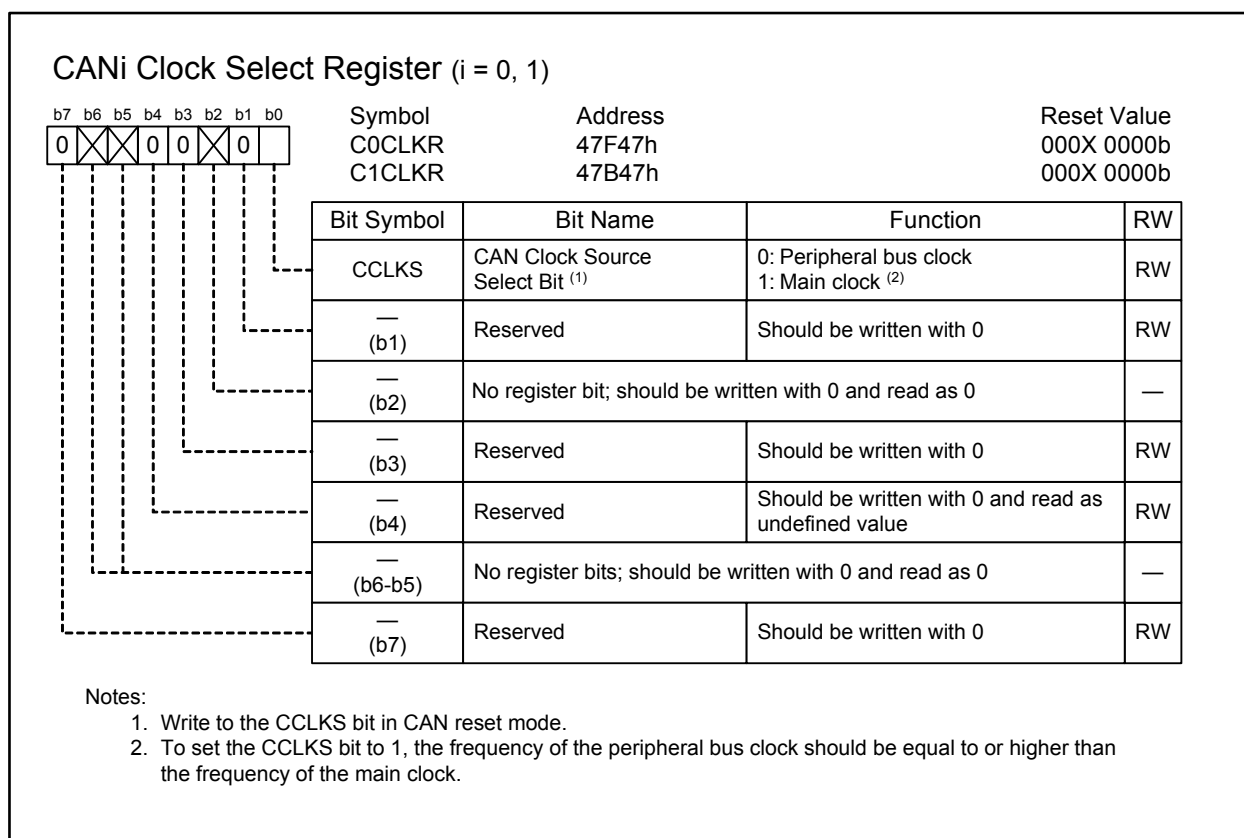 CANi Clock Select Register (i = 0, 1)
b7 b6 b5 b4 b3 b2 b1 b0
0 0 0 0
Symbol Address Reset Value
C0CLKR 47F47h 000X 0000b
C1CLKR 47B47h 000X 0000b
Bit Symbol Bit Name Function RW
CCLKS CAN Clock Source Select Bit (1) 0: Peripheral bus clock 1: Main clock (2) RW
— (b1) Reserved Should be written with 0 RW
— (b2) No register bit; should be written with 0 and read as 0 —
— (b3) Reserved Should be written with 0 RW
— (b4) Reserved Should be written with 0 and read as undefined value RW
— (b6-b5) No register bits; should be written with 0 and read as 0 —
— (b7) Reserved Should be written with 0 RW
Notes:
1. Write to the CCLKS bit in CAN reset mode.
2. To set the CCLKS bit to 1, the frequency of the peripheral bus clock should be equal to or higher than
the frequency of the main clock.